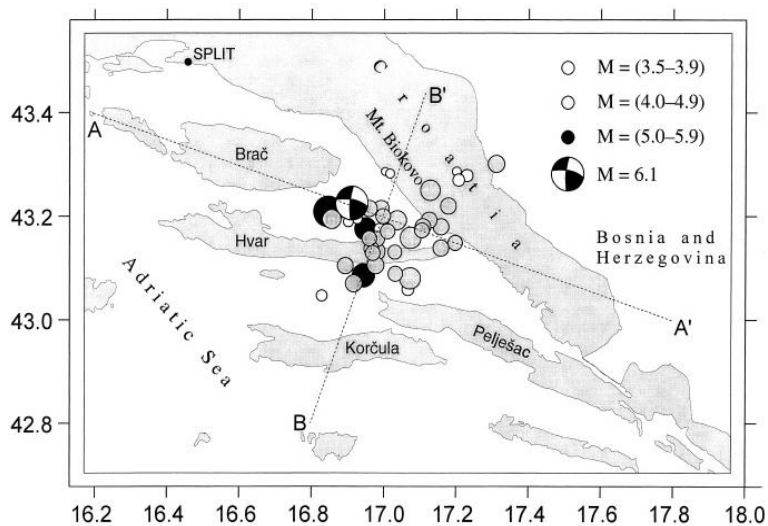 SPLIT
M = (3.5–3.9)
M = (4.0–4.9)
M = (5.0–5.9)
M = 6.1
Croatia
Mt. Biokovo
B'
A
Brač
Hvar
Bosnia and
Herzegovina
Adriatic Sea
A'
Pelješac
Korčula
B
43.4
43.2
43.0
42.8
16.2 16.4 16.6 16.8 17.0 17.2 17.4 17.6 17.8 18.0